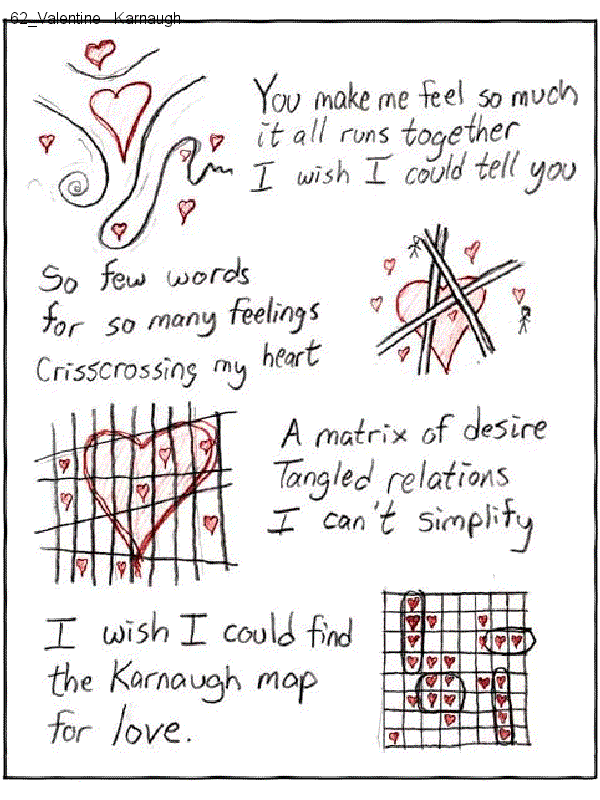 62_Valentine - Karnaugh
You make me feel so much
it all runs together
I wish I could tell you
So few words
for so many feelings
Crisscrossing my heart
A matrix of desire
Tangled relations
I can't simplify
I wish I could find
the Karnaugh map
for love.